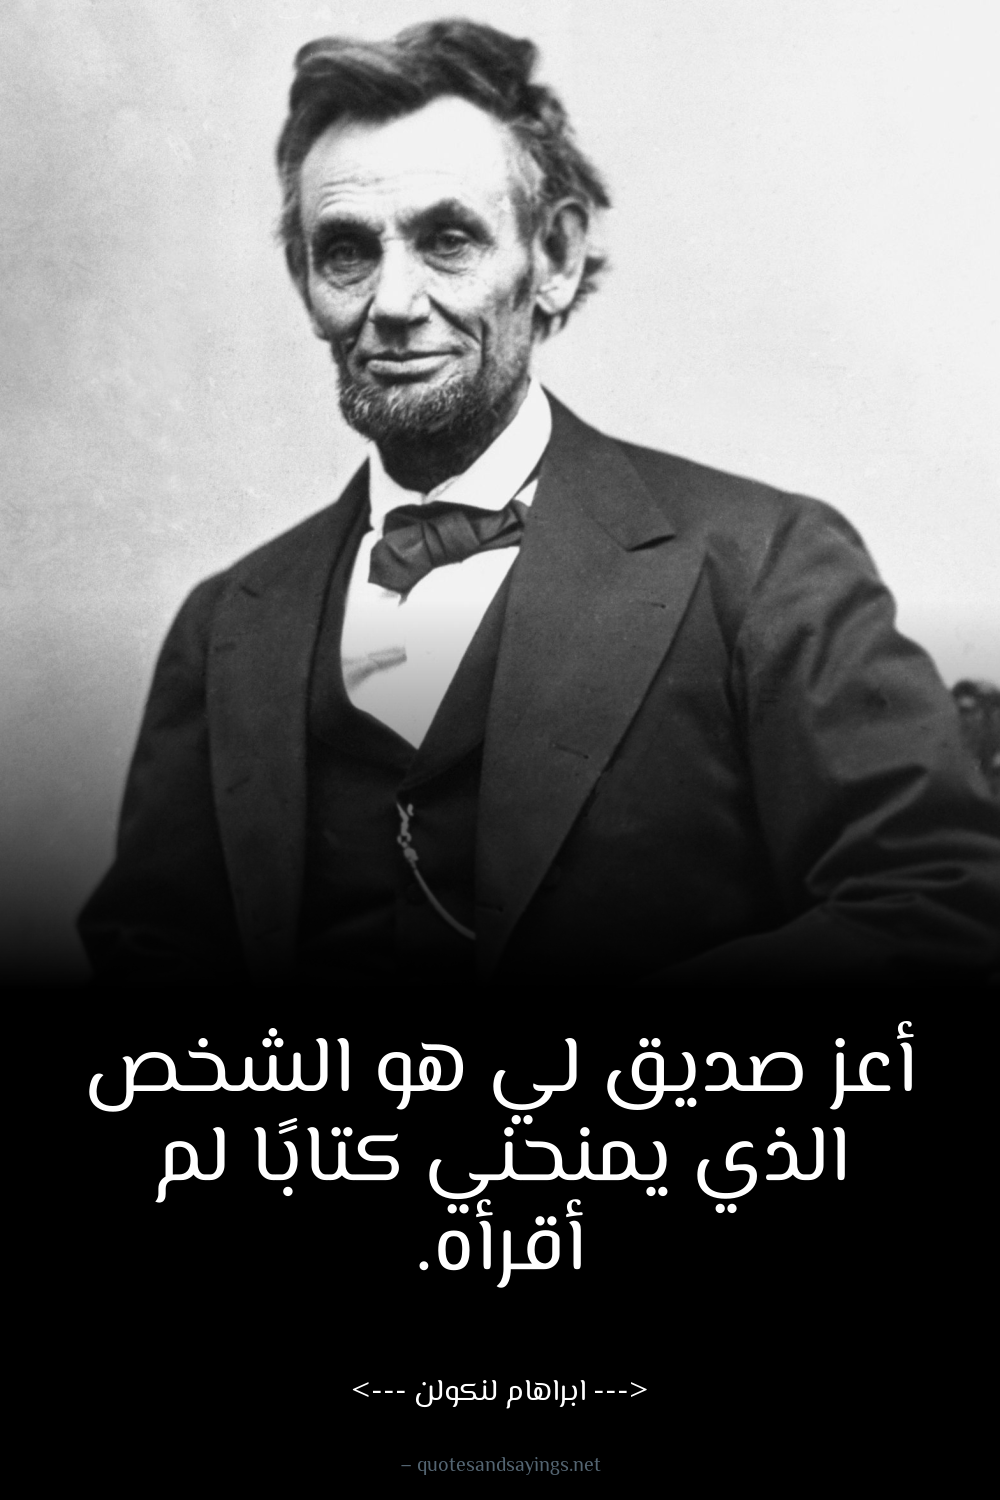 أعز صديق لي هو الشخص
الذي يمنحني كتابًا لم
أقرأه.
<--- ابراهام لنكولن --->
– quotesandsayings.net